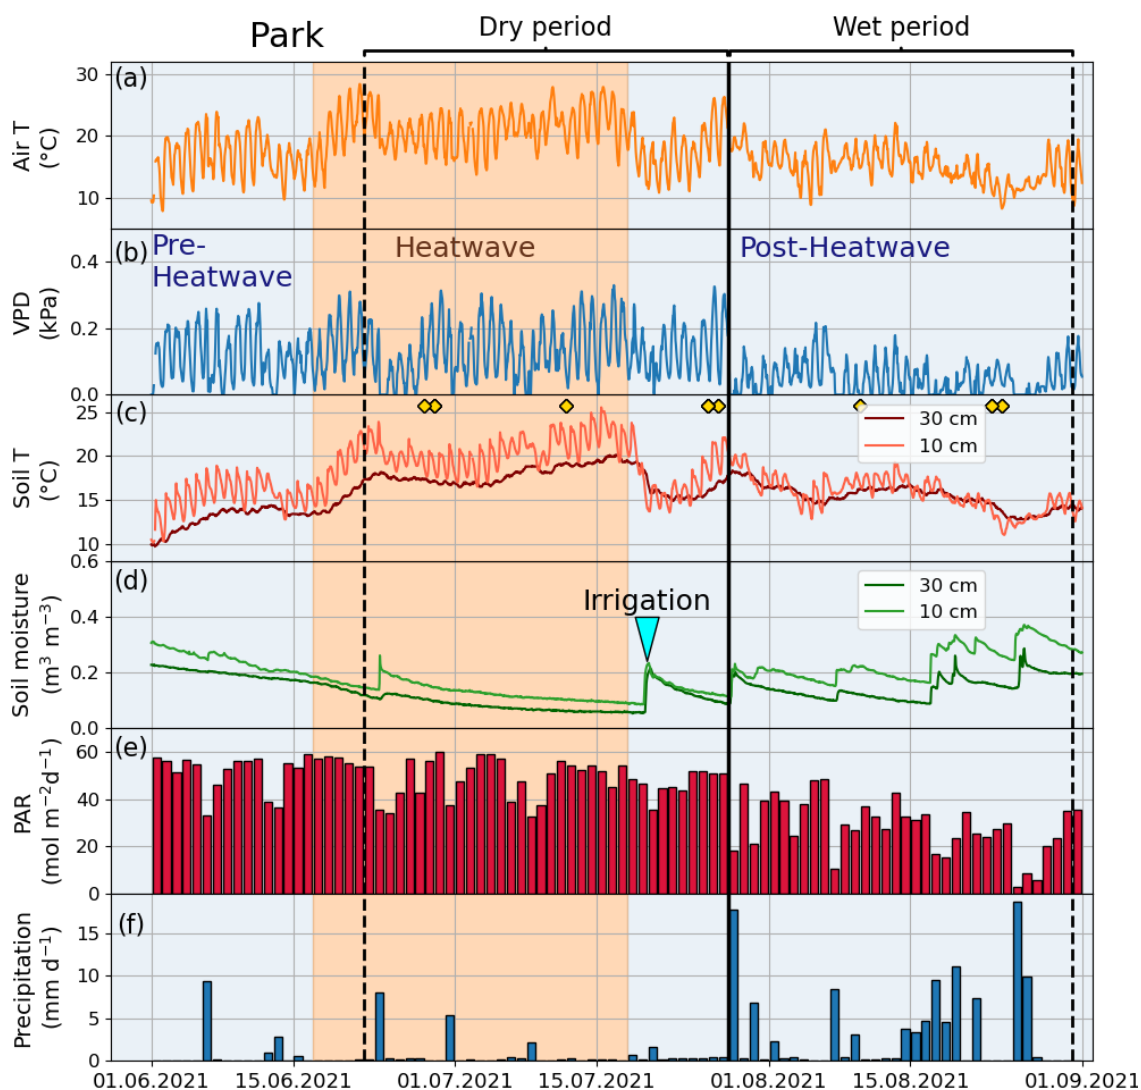 Park
Dry period
Wet period
(a)
30
20
10
Air T
(°C)
(b)
Pre-
Heatwave
Heatwave
Post-Heatwave
0.4
0.2
0.0
VPD
(kPa)
(c)
25
20
15
10
Soil T
(°C)
30 cm
10 cm
(d)
0.6
0.4
0.2
0.0
Soil moisture
(m³ m⁻³)
Irrigation
30 cm
10 cm
(e)
60
40
20
0
PAR
(mol m⁻²d⁻¹)
(f)
15
10
5
0
Precipitation
(mm d⁻¹)
01.06.2021
15.06.2021
01.07.2021
15.07.2021
01.08.2021
15.08.2021
01.09.2021